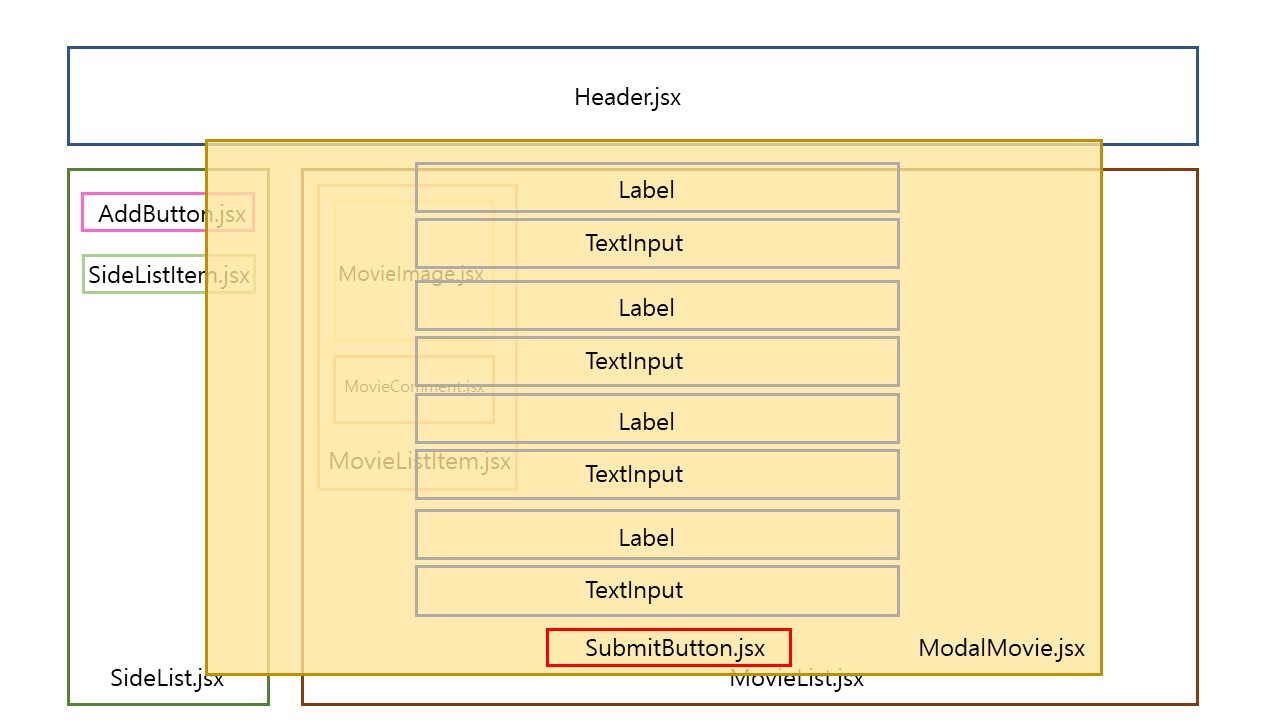 Header.jsx
AddButton.jsx
SideListItem.jsx
SideList.jsx
MovieImage.jsx
MovieComment.jsx
MovieListItem.jsx
Label
TextInput
Label
TextInput
Label
TextInput
Label
TextInput
SubmitButton.jsx
ModalMovie.jsx
MovieList.jsx